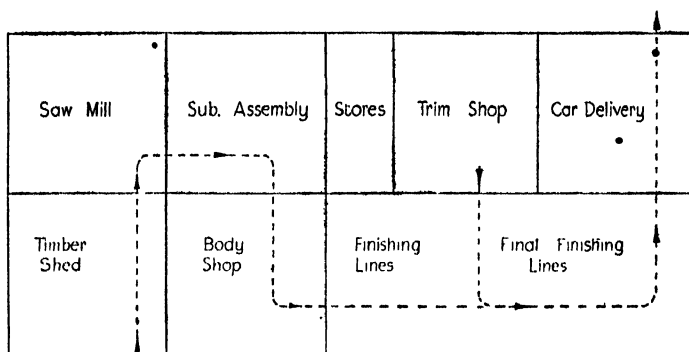 Saw Mill
Sub. Assembly
Stores
Trim Shop
Car Delivery
Timber
Shed
Body
Shop
Finishing
Lines
Final Finishing
Lines